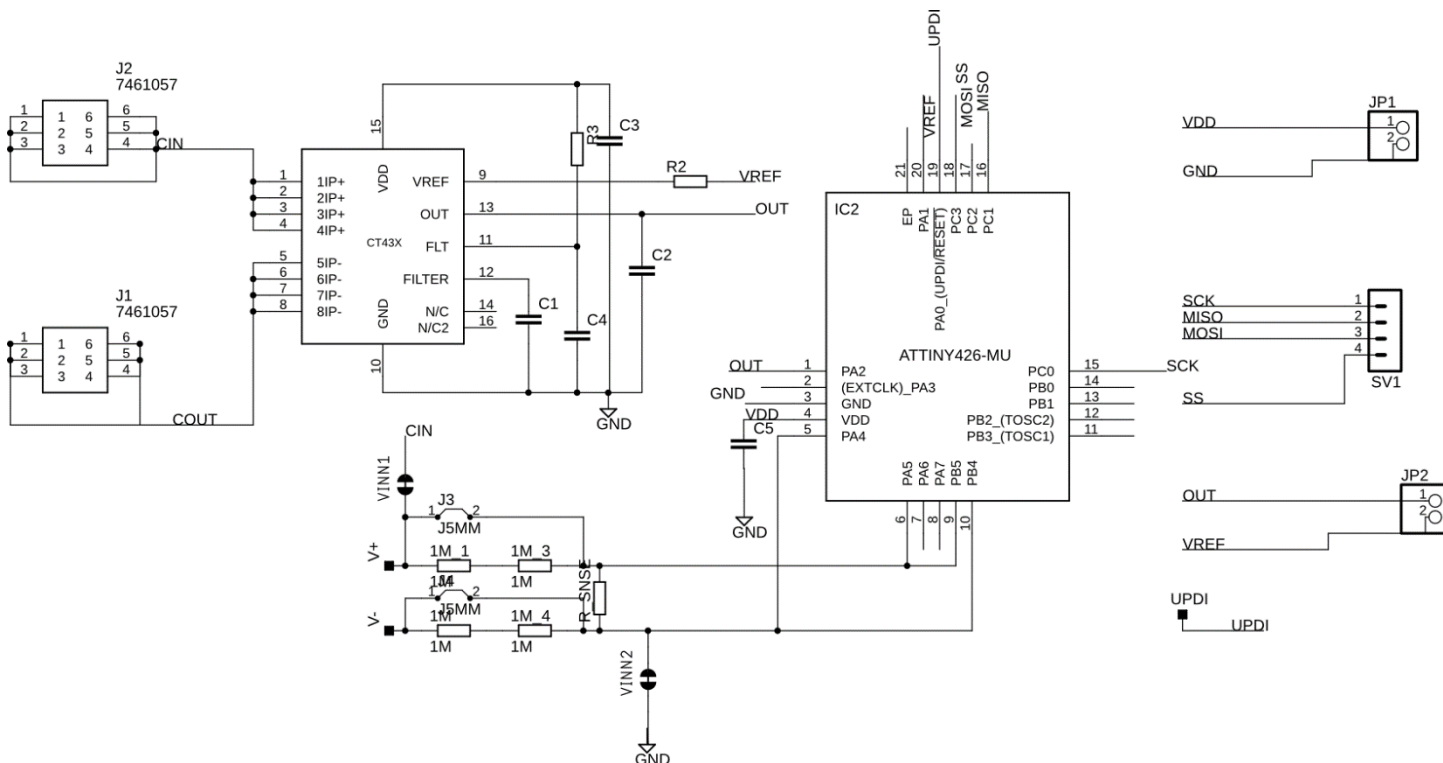 J2
7461057
1 1 6 6
2 2 5 5
3 3 4 4
CIN
J1
7461057
1 1 6 6
2 2 5 5
3 3 4 4
COUT
15
VDD
1 1IP+
2 2IP+
3 3IP+
4 4IP+
5 5IP-
6 6IP-
7 7IP-
8 8IP-
CT43X
VREF 9
OUT 13
FLT 11
FILTER 12
N/C 14
N/C2 16
GND
10
R3
C3
R2
VREF
OUT
C2
C1
C4
GND
CIN
VINN1
J3
1 2
J5MM
V+
1M_1 1M_3
1M 1M
J4
1 2
J5MM
V-
1M 1M_4
1M 1M
R_SNSE
VINN2
GND
UPDI
VREF
MOSI
SS
MISO
21
20
19
18
17
16
IC2
EP
PA1
PA0_(UPDI/RESET)
PC3
PC2
PC1
ATTINY426-MU
OUT 1 PA2
2 (EXTCLK)_PA3
GND 3 GND
VDD 4 VDD
C5
5 PA4
GND
PC0 15 SCK
PB0 14
PB1 13
PB2_(TOSC2) 12
PB3_(TOSC1) 11
PA5
PA6
PA7
PB5
PB4
6
7
8
9
10
JP1
VDD 1
2
GND
SCK 1
MISO 2
MOSI 3
4
SS
SV1
JP2
OUT 1
2
VREF
UPDI
UPDI